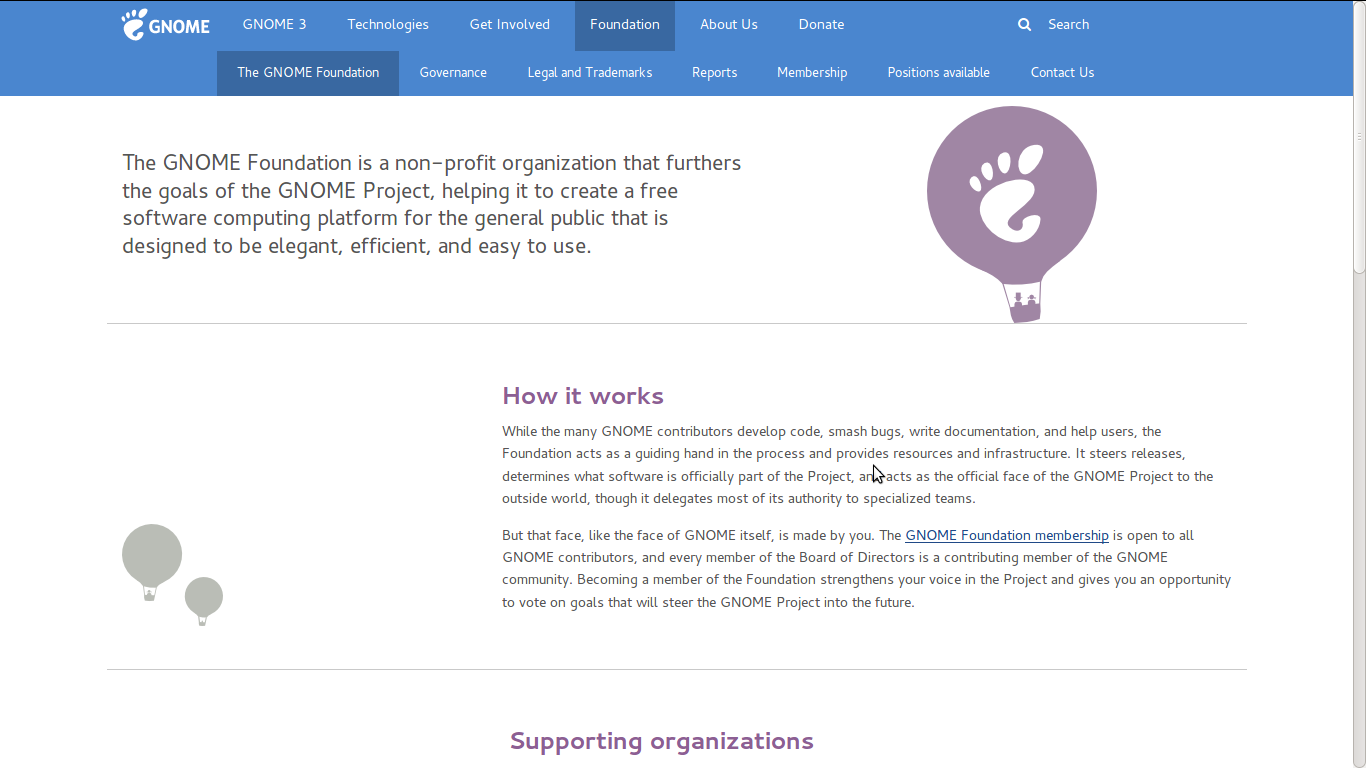 GNOME GNOME 3 Technologies Get Involved Foundation About Us Donate Search
The GNOME Foundation Governance Legal and Trademarks Reports Membership Positions available Contact Us
The GNOME Foundation is a non-profit organization that furthers
the goals of the GNOME Project, helping it to create a free
software computing platform for the general public that is
designed to be elegant, efficient, and easy to use.
How it works
While the many GNOME contributors develop code, smash bugs, write documentation, and help users, the
Foundation acts as a guiding hand in the process and provides resources and infrastructure. It steers releases,
determines what software is officially part of the Project, and acts as the official face of the GNOME Project to the
outside world, though it delegates most of its authority to specialized teams.
But that face, like the face of GNOME itself, is made by you. The GNOME Foundation membership is open to all
GNOME contributors, and every member of the Board of Directors is a contributing member of the GNOME
community. Becoming a member of the Foundation strengthens your voice in the Project and gives you an opportunity
to vote on goals that will steer the GNOME Project into the future.
Supporting organizations